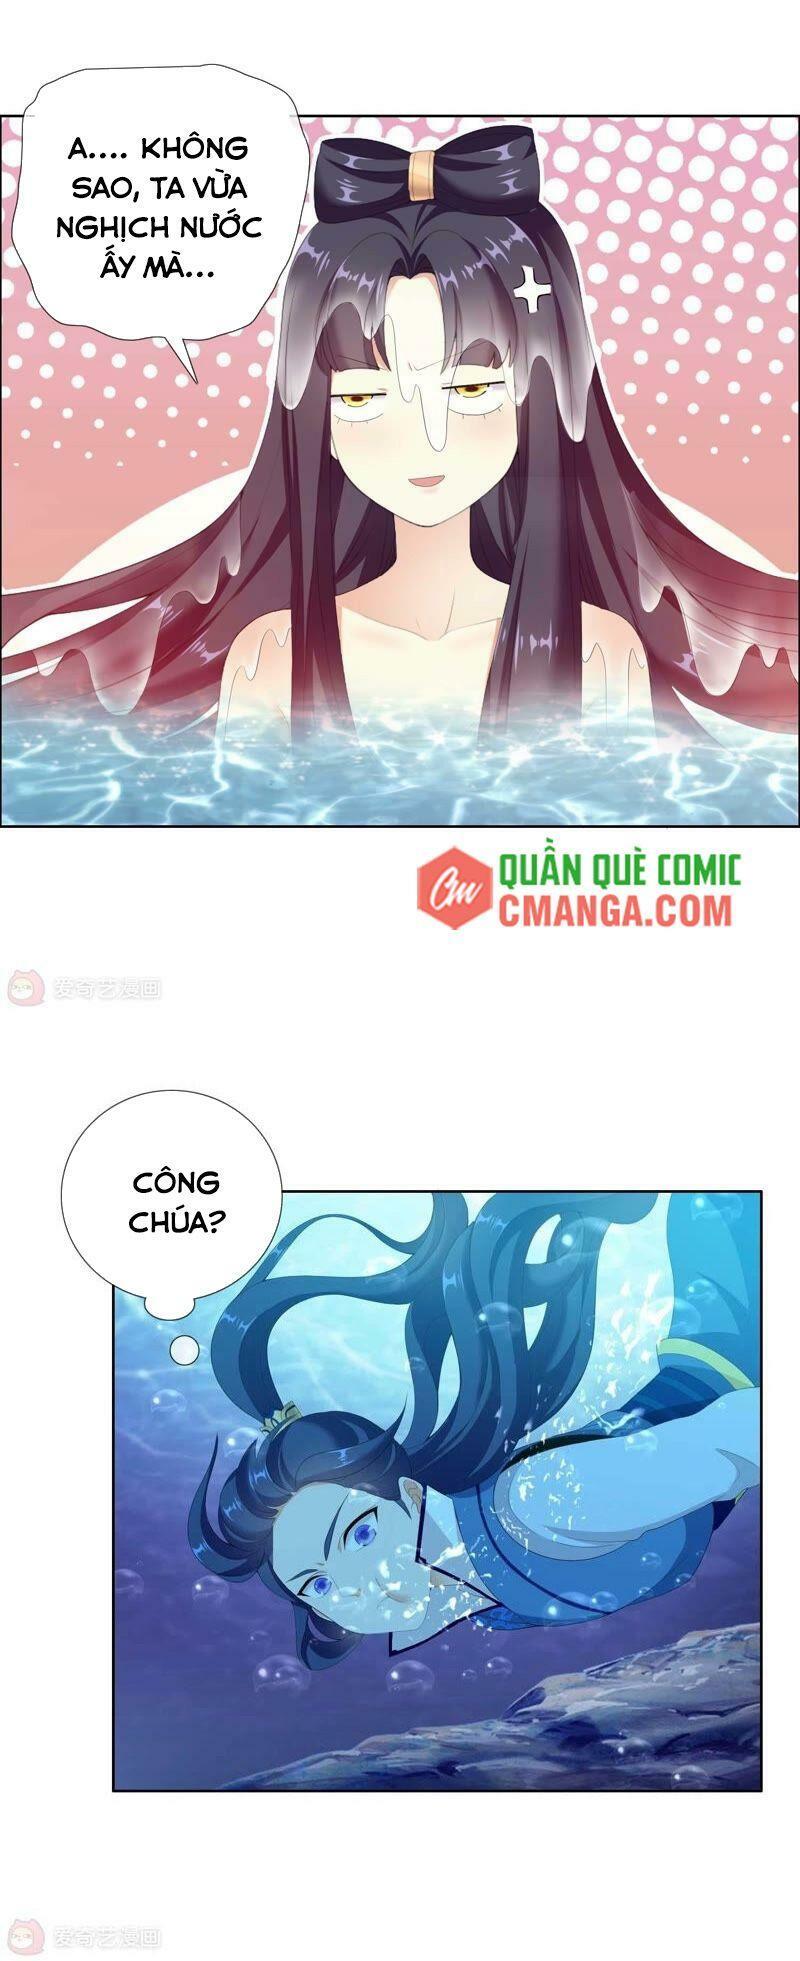 A.... KHÔNG
SAO, TA VỪA
NGHỊCH NƯỚC
ẤY MÀ...
Cm
QUẦN QUÈ COMIC
CMANGA.COM
爱奇艺漫画
CÔNG
CHÚA?
爱奇艺漫画